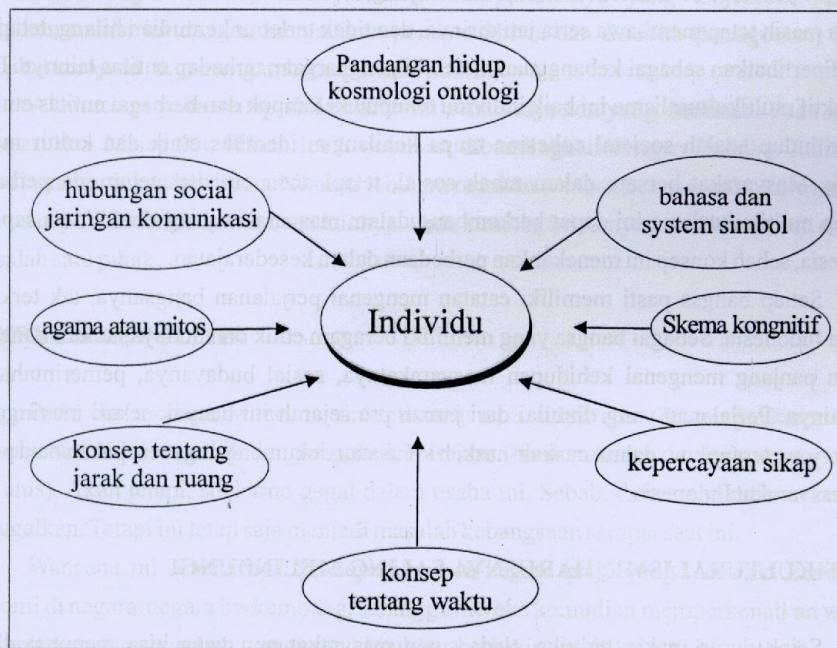 Pandangan hidup
kosmologi ontologi
hubungan social
jaringan komunikasi
bahasa dan
system simbol
agama atau mitos
Individu
Skema kongnitif
konsep tentang
jarak dan ruang
kepercayaan sikap
konsep
tentang waktu